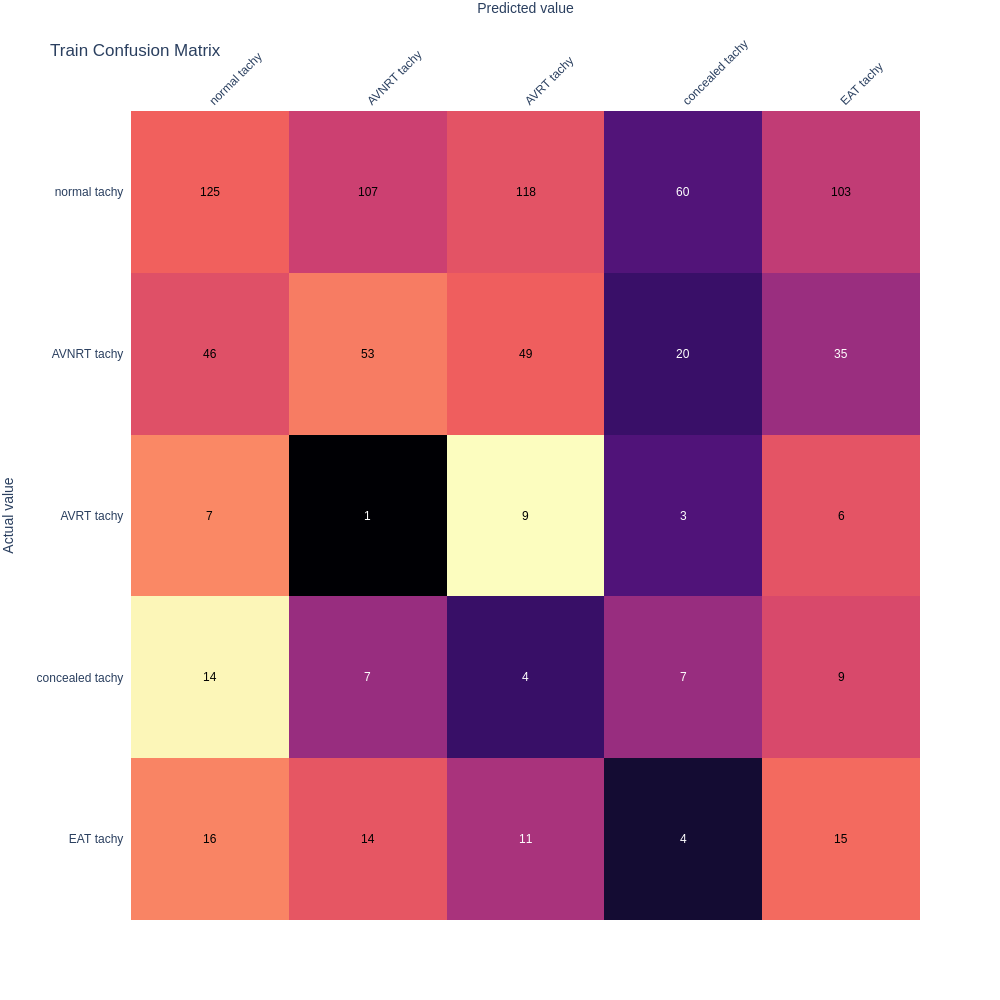 Predicted value
Train Confusion Matrix
normal tachy AVNRT tachy AVRT tachy concealed tachy EAT tachy
normal tachy 125 107 118 60 103
AVNRT tachy 46 53 49 20 35
Actual value
AVRT tachy 7 1 9 3 6
concealed tachy 14 7 4 7 9
EAT tachy 16 14 11 4 15